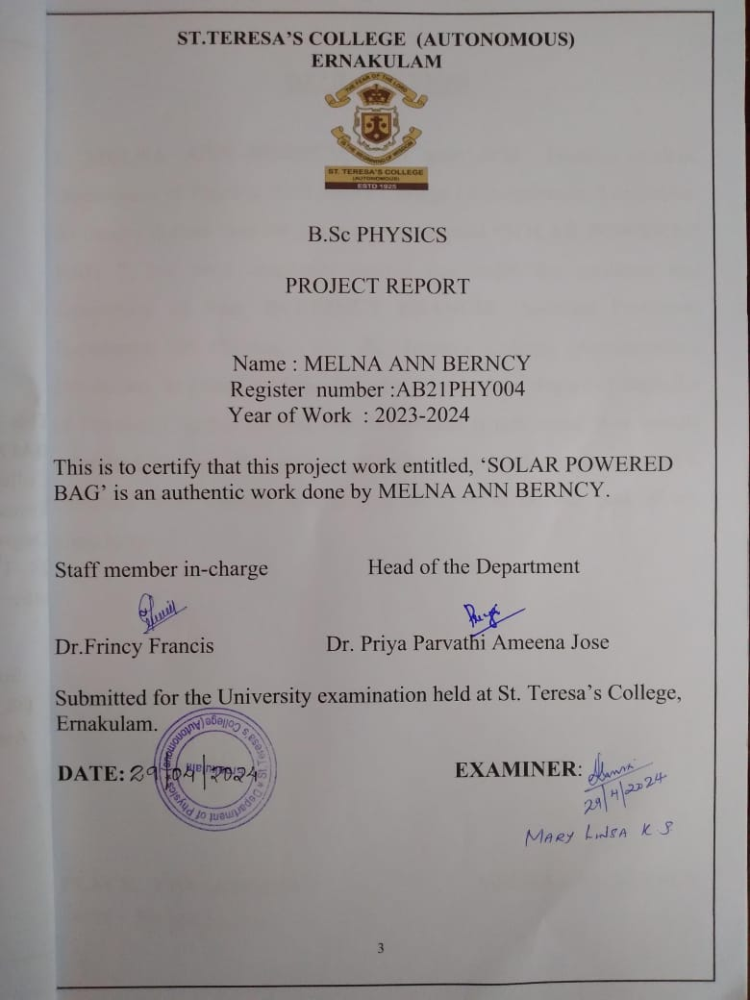 ST.TERESA'S COLLEGE (AUTONOMOUS)
ERNAKULAM
THE FEAR OF THE LORD
IS THE BEGINNING OF WISDOM
ST. TERESA'S COLLEGE
(AUTONOMOUS)
ESTD 1925
B.Sc PHYSICS
PROJECT REPORT
Name : MELNA ANN BERNCY
Register number :AB21PHY004
Year of Work : 2023-2024
This is to certify that this project work entitled, ‘SOLAR POWERED
BAG’ is an authentic work done by MELNA ANN BERNCY.
Staff member in-charge Head of the Department
Dr.Frincy Francis Dr. Priya Parvathi Ameena Jose
Submitted for the University examination held at St. Teresa’s College,
Ernakulam.
Department of Physics * St. Teresa's College (Autonomous) *
Ernakulam
DATE: 29/04/2024 EXAMINER:
29/4/2024
MARY LINSA K S
3